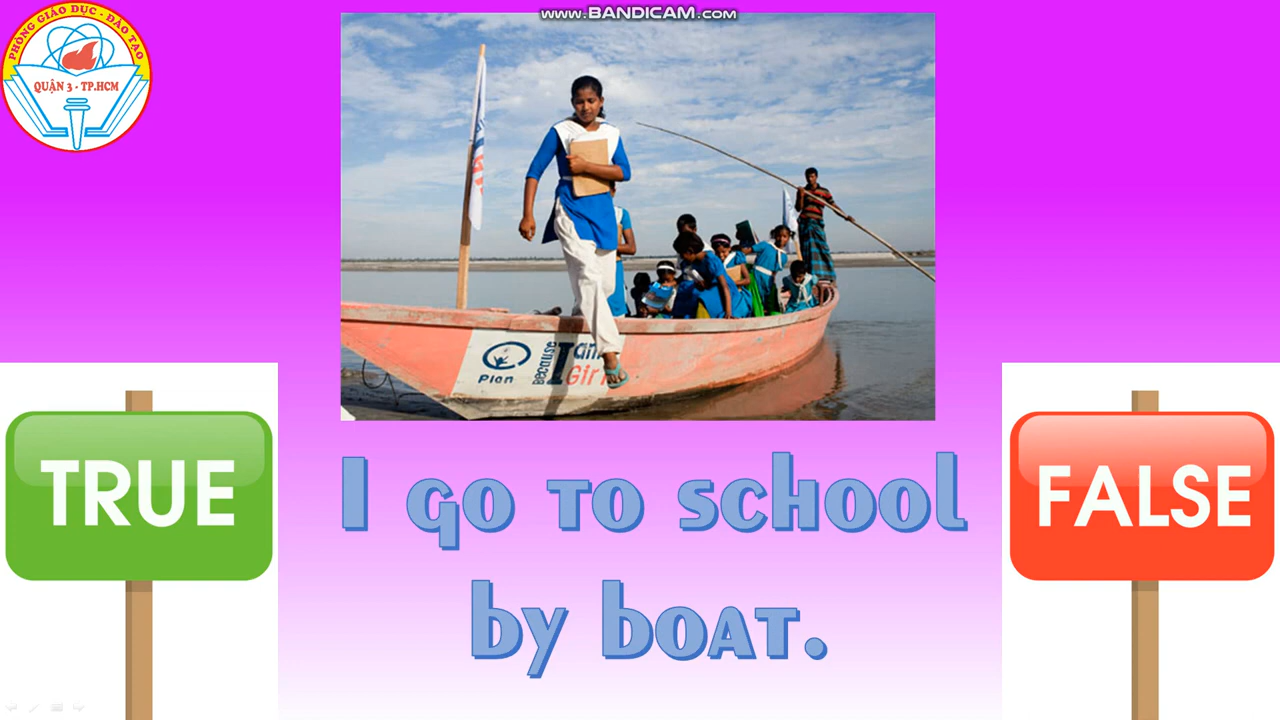 www.BANDICAM.com
PHÒNG GIÁO DỤC - ĐÀO TẠO
QUẬN 3 - TP.HCM
Plan
Because
I am
Girl
TRUE
FALSE
I go to school
by boat.